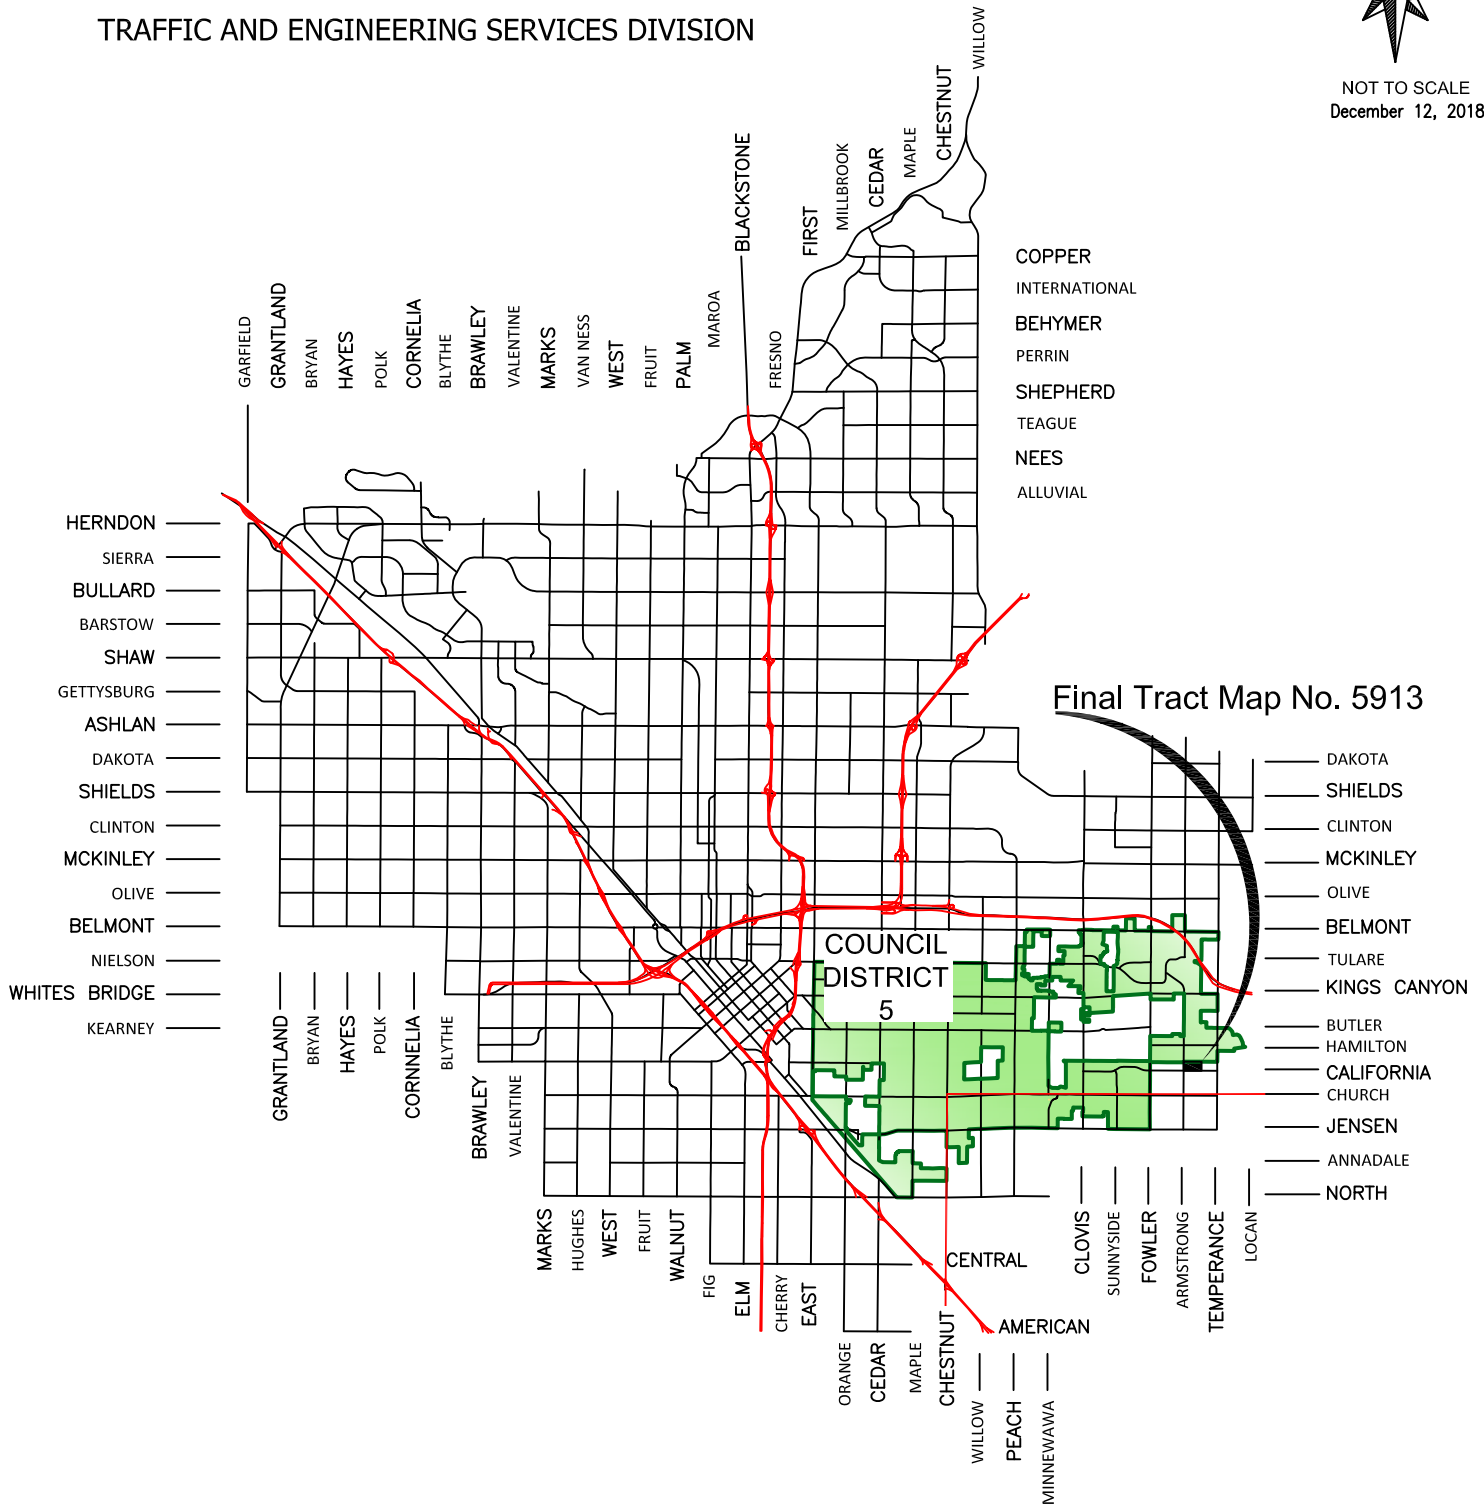 TRAFFIC AND ENGINEERING SERVICES DIVISION
NOT TO SCALE
December 12, 2018
WILLOW
CHESTNUT
MAPLE
CEDAR
MILLBROOK
FIRST
BLACKSTONE
COPPER
INTERNATIONAL
BEHYMER
PERRIN
SHEPHERD
TEAGUE
NEES
ALLUVIAL
GARFIELD
GRANTLAND
BRYAN
HAYES
POLK
CORNELIA
BLYTHE
BRAWLEY
VALENTINE
MARKS
VAN NESS
WEST
FRUIT
PALM
MAROA
FRESNO
HERNDON
SIERRA
BULLARD
BARSTOW
SHAW
GETTYSBURG
ASHLAN
DAKOTA
SHIELDS
CLINTON
MCKINLEY
OLIVE
BELMONT
NIELSON
WHITES BRIDGE
KEARNEY
Final Tract Map No. 5913
DAKOTA
SHIELDS
CLINTON
MCKINLEY
OLIVE
BELMONT
TULARE
KINGS CANYON
BUTLER
HAMILTON
CALIFORNIA
CHURCH
JENSEN
ANNADALE
NORTH
COUNCIL
DISTRICT
5
GRANTLAND
BRYAN
HAYES
POLK
CORNNELIA
BLYTHE
BRAWLEY
VALENTINE
MARKS
HUGHES
WEST
FRUIT
WALNUT
FIG
ELM
CHERRY
EAST
ORANGE
CEDAR
MAPLE
CHESTNUT
WILLOW
PEACH
MINNEWAWA
CENTRAL
AMERICAN
CLOVIS
SUNNYSIDE
FOWLER
ARMSTRONG
TEMPERANCE
LOCAN